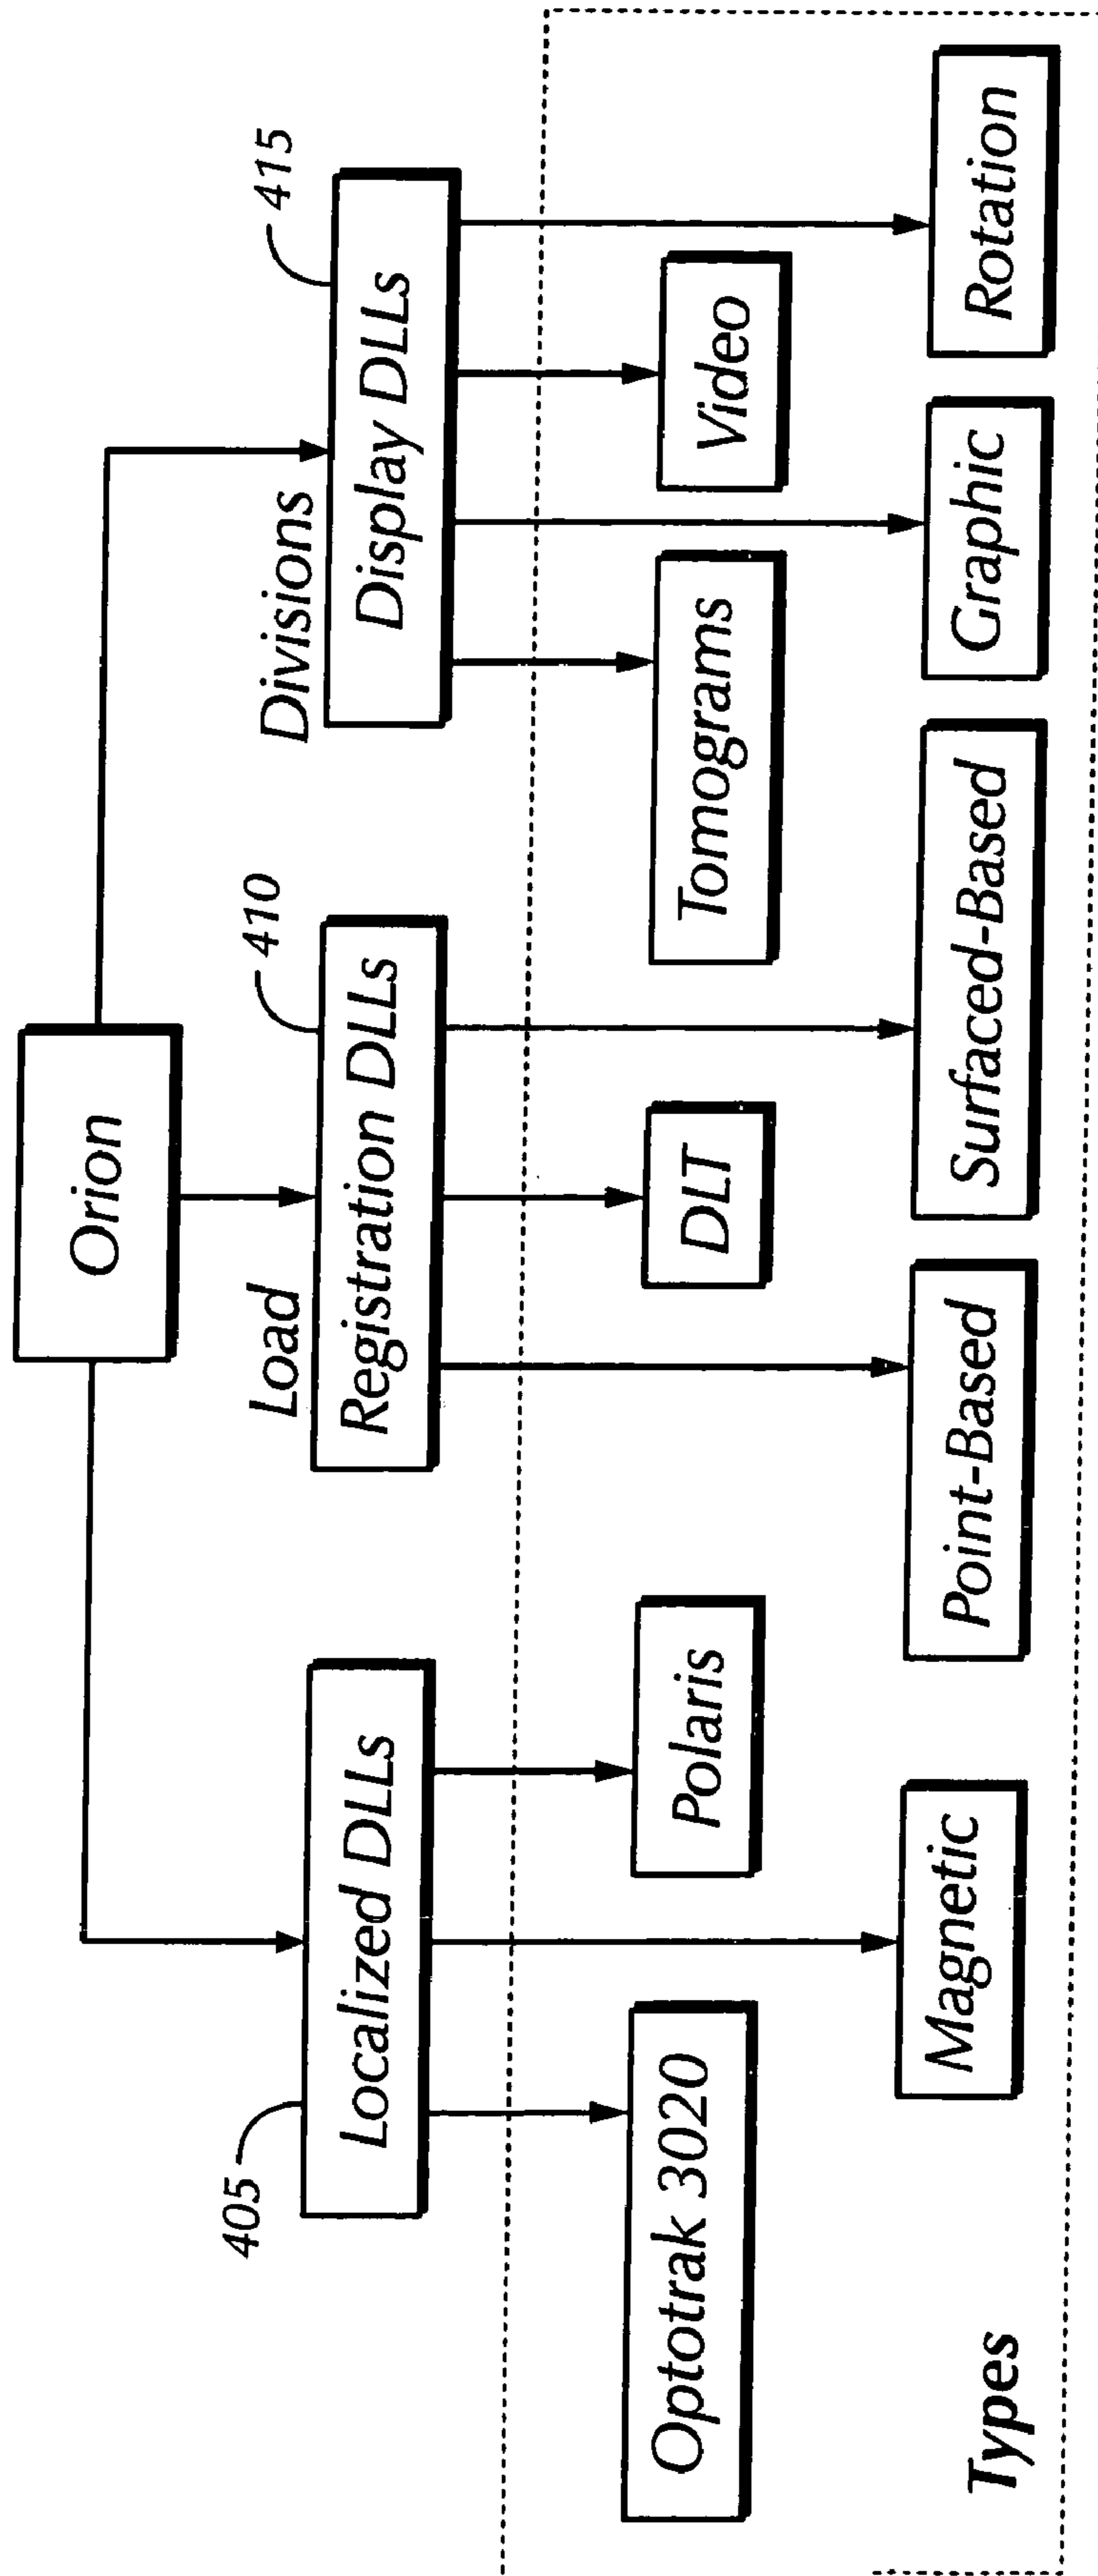 Orion
Load
Divisions
405
Localized DLLs
410
Registration DLLs
415
Display DLLs
Optotrak 3020
Polaris
DLT
Tomograms
Video
Magnetic
Point-Based
Surfaced-Based
Graphic
Rotation
Types